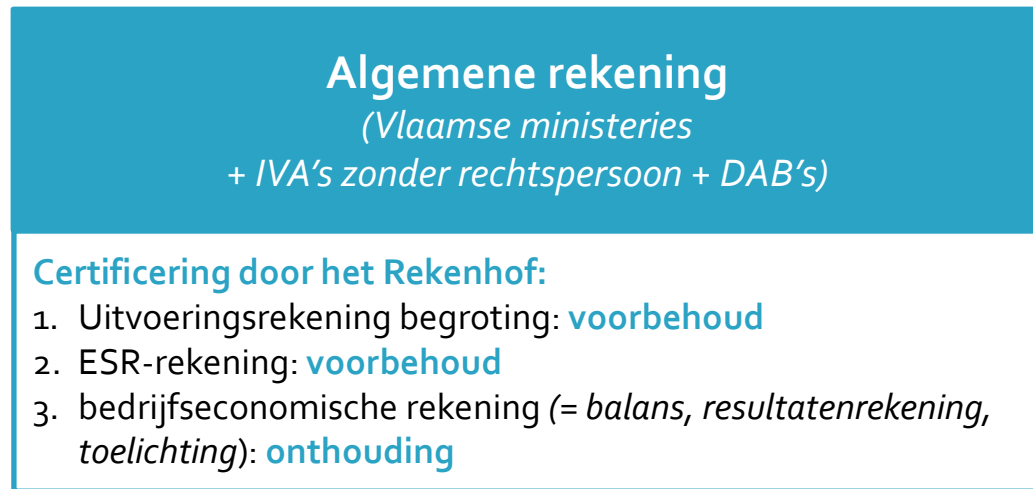 Algemene rekening
(Vlaamse ministeries
+ IVA's zonder rechtspersoon + DAB's)
Certificering door het Rekenhof:
1. Uitvoeringsrekening begroting: voorbehoud
2. ESR-rekening: voorbehoud
3. bedrijfseconomische rekening (= balans, resultatenrekening,
toelichting): onthouding